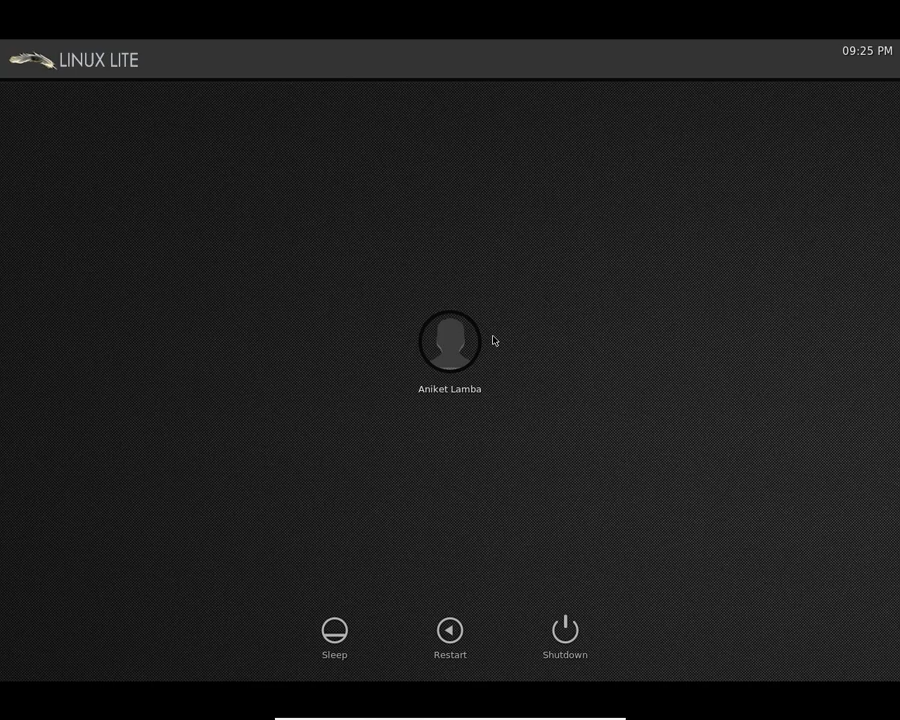 LINUX LITE
09:25 PM
Aniket Lamba
Sleep
Restart
Shutdown